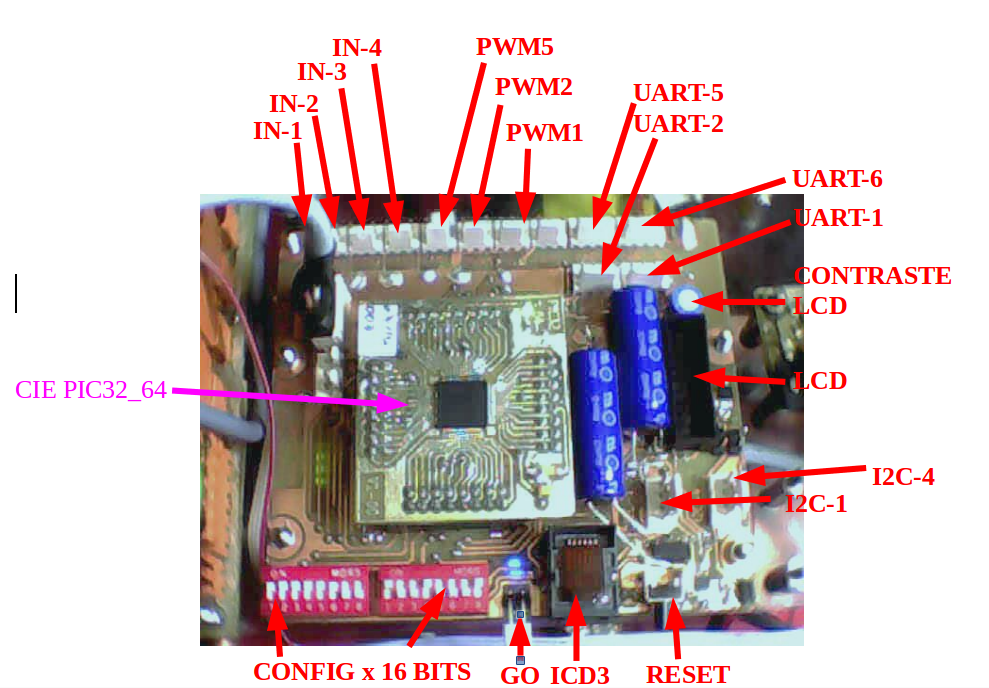 IN-4
PWM5
IN-3
PWM2
IN-2
UART-5
IN-1
PWM1
UART-2
UART-6
UART-1
CONTRASTE
LCD
CIE PIC32_64
LCD
I2C-4
I2C-1
ON
CONFIG x 16 BITS
GO
ICD3
RESET